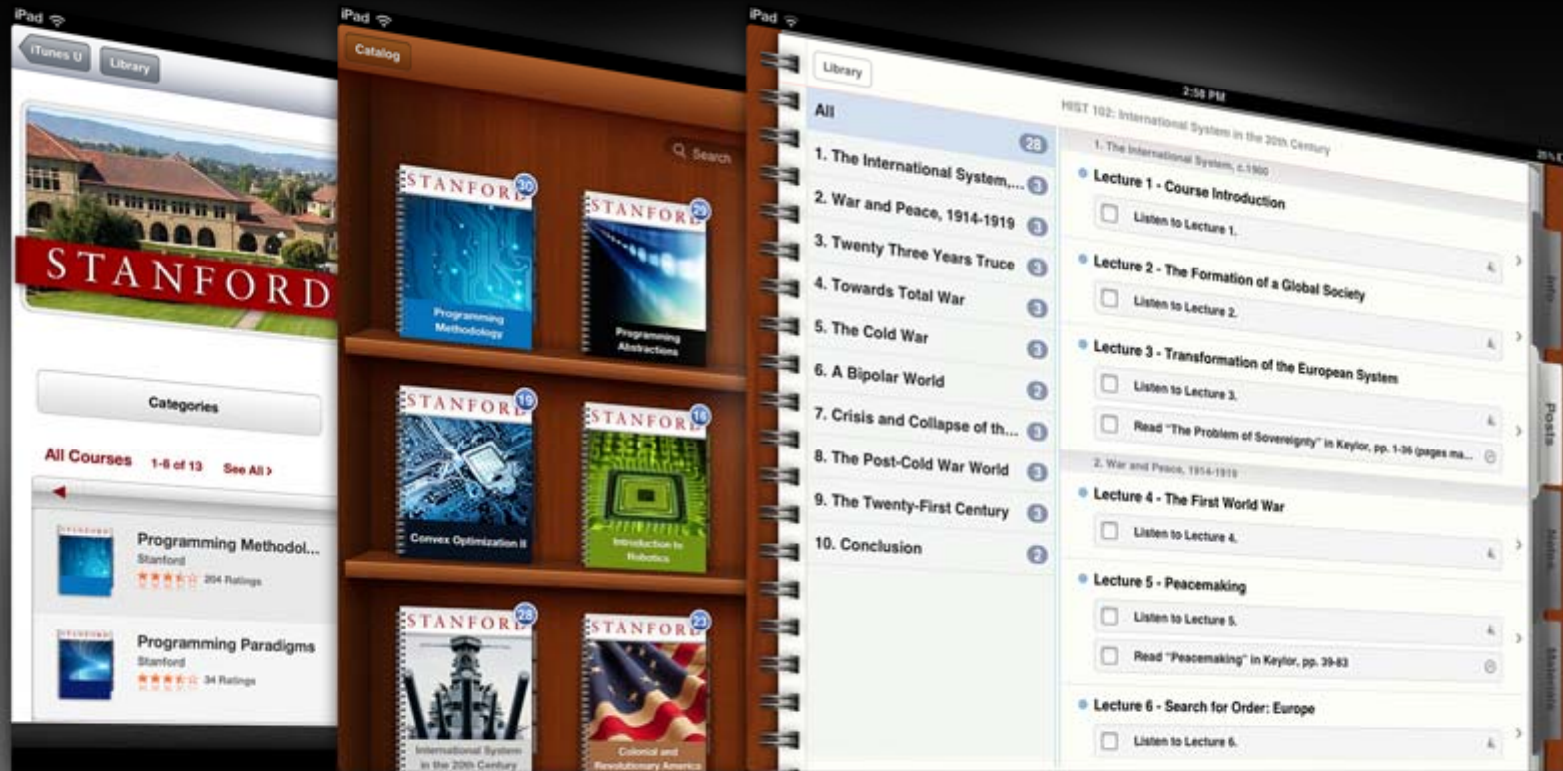 iPad
iTunes U
Library
STANFORD
Categories
All Courses
1-6 of 13
See All >
Programming Methodol...
Stanford
204 Ratings
Programming Paradigms
Stanford
34 Ratings
iPad
Catalog
Search
STANFORD
30
Programming
Methodology
STANFORD
29
Programming
Abstractions
STANFORD
19
Convex Optimization II
STANFORD
16
Introduction to
Robotics
STANFORD
28
International System
in the 20th Century
STANFORD
23
Colonial and
Revolutionary America
iPad
2:58 PM
Library
HIST 102: International System in the 20th Century
All
28
1. The International System,...
3
2. War and Peace, 1914-1919
3
3. Twenty Three Years Truce
3
4. Towards Total War
3
5. The Cold War
3
6. A Bipolar World
2
7. Crisis and Collapse of th...
3
8. The Post-Cold War World
3
9. The Twenty-First Century
3
10. Conclusion
2
1. The International System, c.1900
Lecture 1 - Course Introduction
Listen to Lecture 1.
Lecture 2 - The Formation of a Global Society
Listen to Lecture 2.
Lecture 3 - Transformation of the European System
Listen to Lecture 3.
Read "The Problem of Sovereignty" in Keylor, pp. 1-36 (pages ma...
2. War and Peace, 1914-1919
Lecture 4 - The First World War
Listen to Lecture 4.
Lecture 5 - Peacemaking
Listen to Lecture 5.
Read "Peacemaking" in Keylor, pp. 39-83
Lecture 6 - Search for Order: Europe
Listen to Lecture 6.
Info
Posts
Notes
Materials